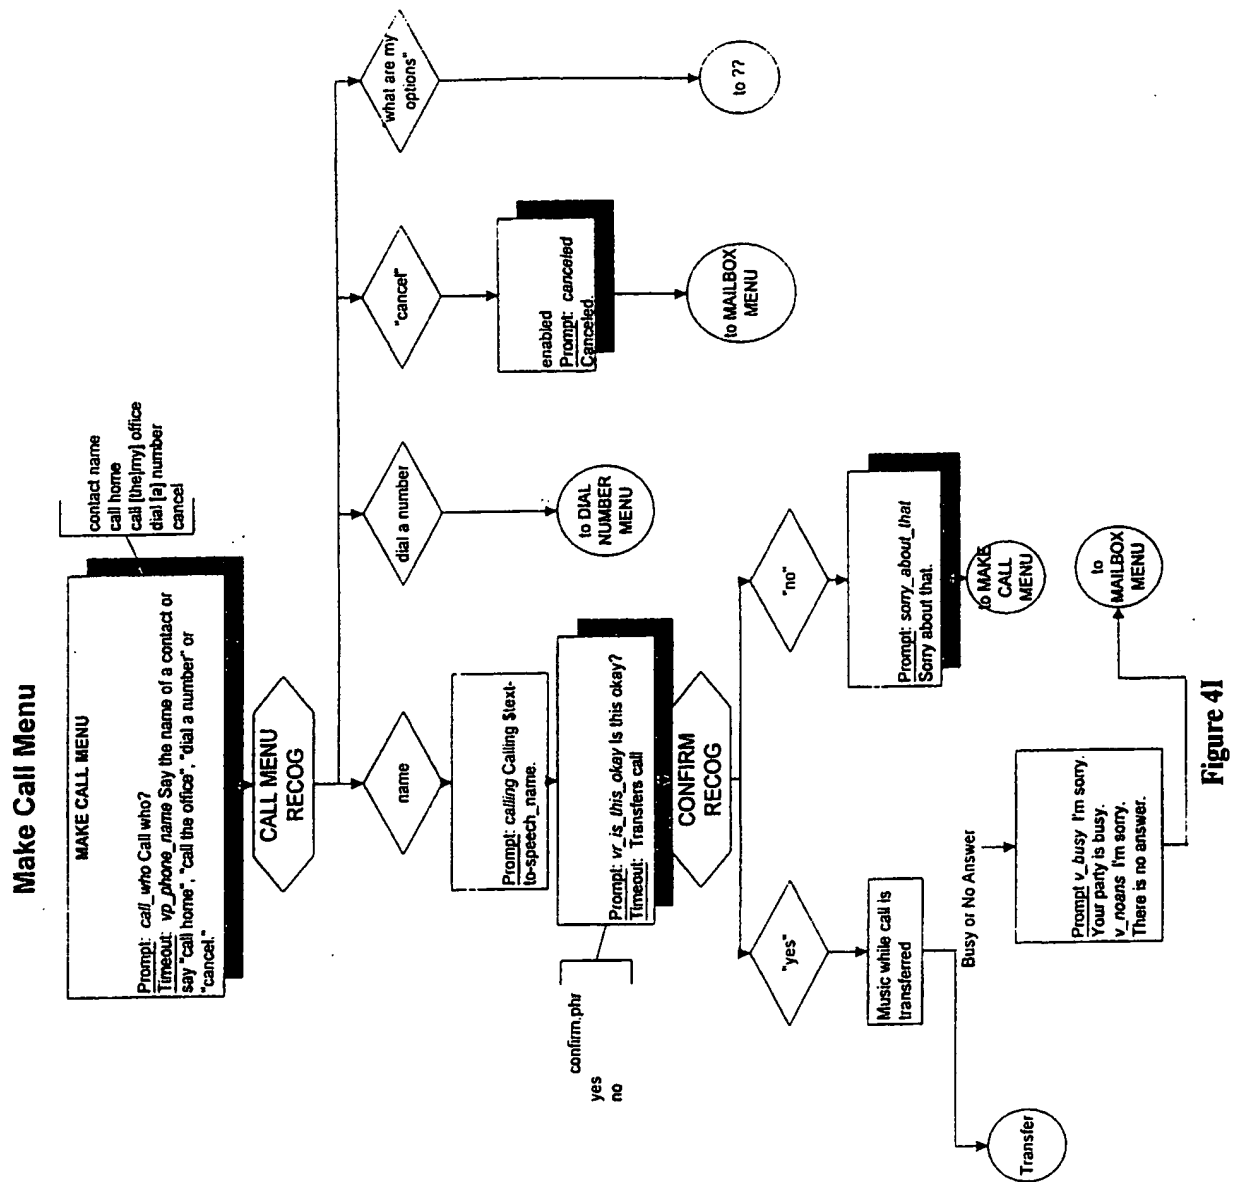 Make Call Menu
MAKE CALL MENU
Prompt: call_who Call who?
Timeout: vp_phone_name Say the name of a contact or
say "call home", "call the office", "dial a number" or
"cancel."
contact name
call home
call [the|my] office
dial [a] number
cancel
CALL MENU
RECOG
name
dial a number
"cancel"
"what are my
options"
Prompt: calling Calling $text-
to-speech_name.
to DIAL
NUMBER
MENU
enabled
Prompt: canceled
Canceled.
to MAILBOX
MENU
to ??
confirm.phr
yes
no
Prompt: vr_is_this_okay Is this okay?
Timeout: Transfers call
CONFIRM
RECOG
"yes"
"no"
Music while call is
transferred
Prompt: sorry_about_that
Sorry about that.
to MAKE
CALL
MENU
Transfer
Busy or No Answer
Prompt v_busy I'm sorry.
Your party is busy.
v_noans I'm sorry.
There is no answer.
to
MAILBOX
MENU
Figure 41